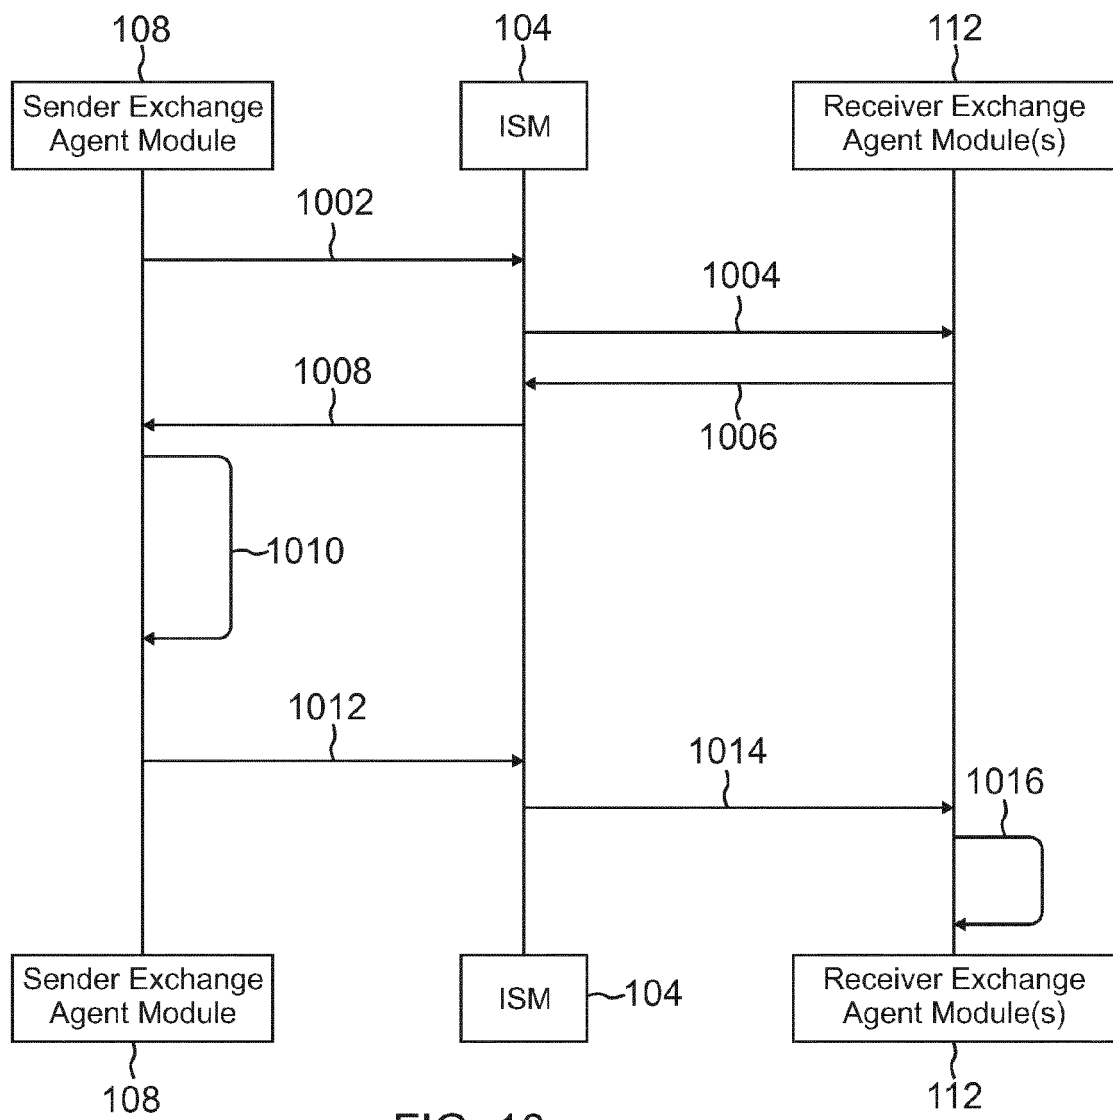 108
104
112
Sender Exchange
Agent Module
ISM
Receiver Exchange
Agent Module(s)
1002
1004
1008
1006
1010
1012
1014
1016
Sender Exchange
Agent Module
ISM
104
Receiver Exchange
Agent Module(s)
108
112